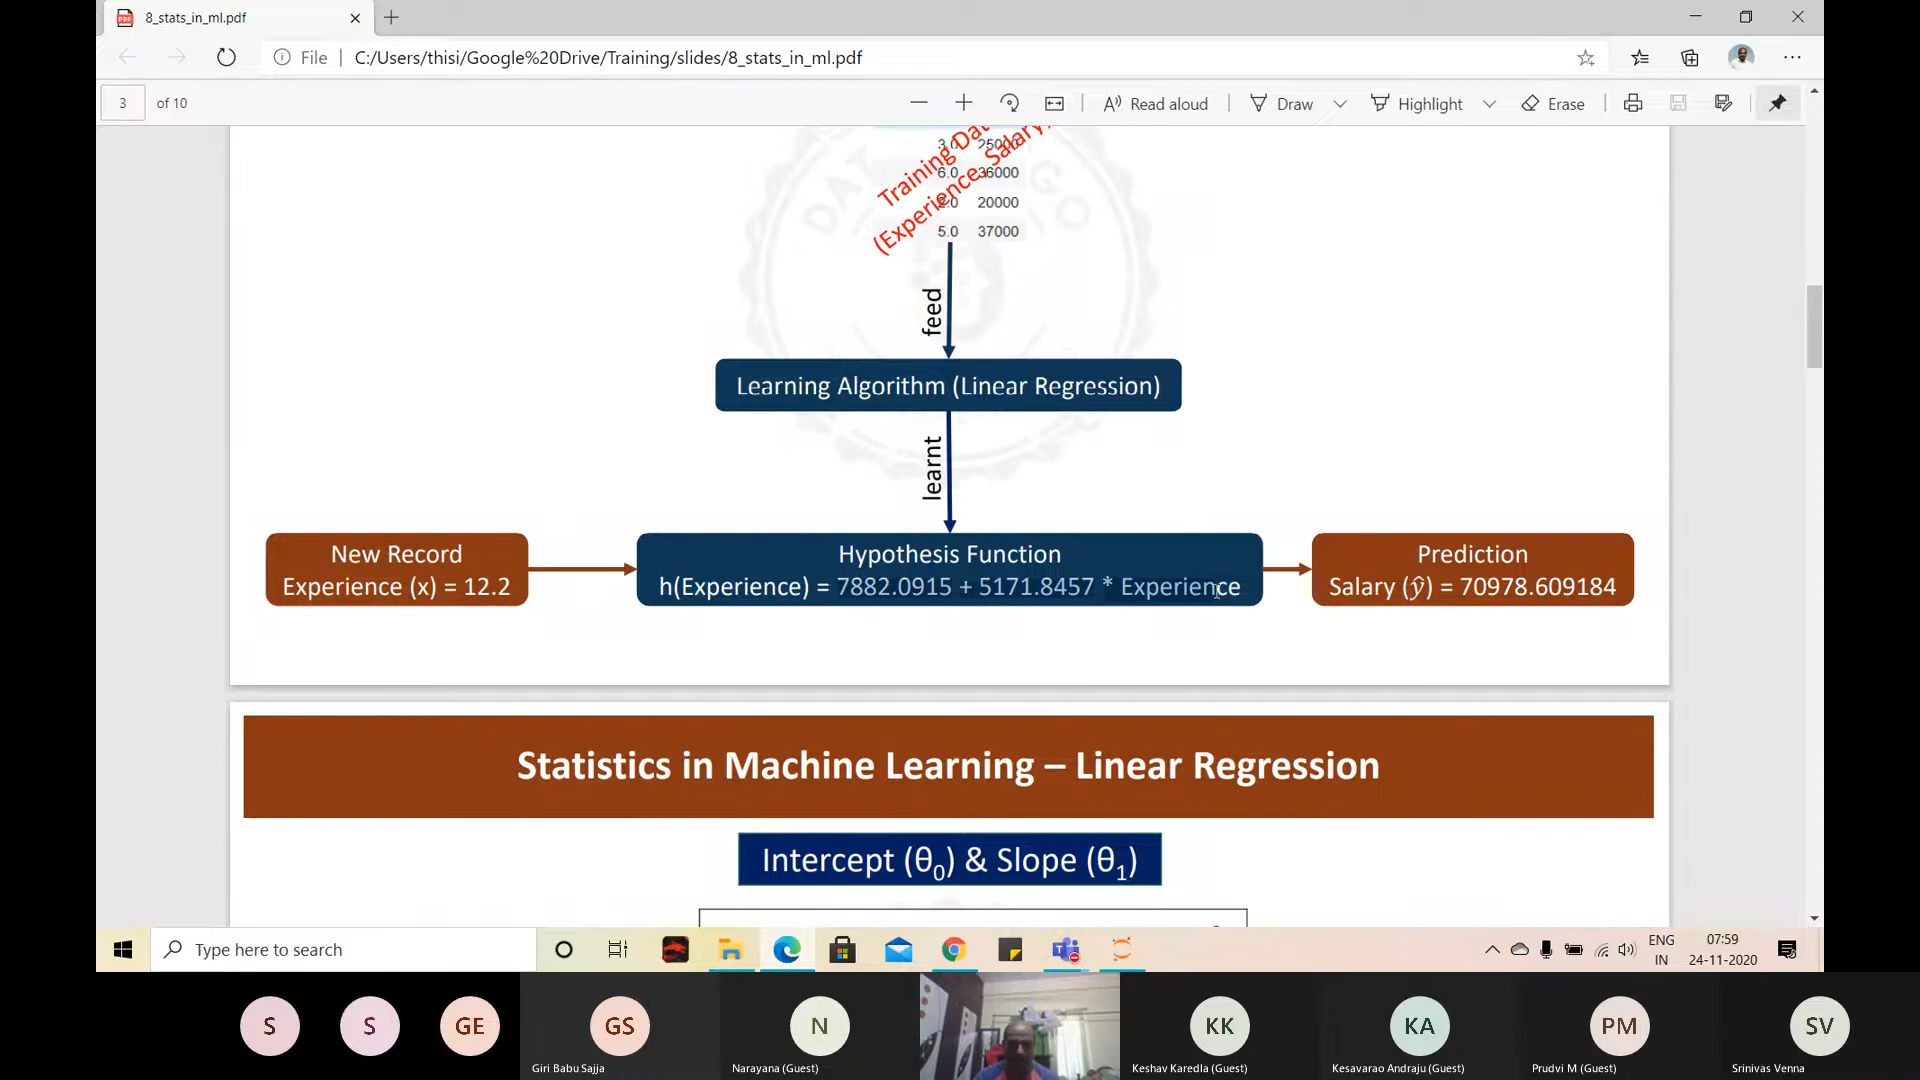 8_stats_in_ml.pdf
File | C:/Users/thisi/Google%20Drive/Training/slides/8_stats_in_ml.pdf
3 of 10
Read aloud
Draw
Highlight
Erase
Training Dat
(Experience, Salary)
3.0 25000
6.0 36000
2.0 20000
5.0 37000
feed
Learning Algorithm (Linear Regression)
learnt
New Record
Experience (x) = 12.2
Hypothesis Function
h(Experience) = 7882.0915 + 5171.8457 * Experience
Prediction
Salary (ŷ) = 70978.609184
Statistics in Machine Learning – Linear Regression
Intercept (θ0) & Slope (θ1)
Type here to search
ENG
IN
07:59
24-11-2020
S
S
GE
GS
N
KK
KA
PM
SV
Giri Babu Sajja
Narayana (Guest)
Keshav Karedla (Guest)
Kesavarao Andraju (Guest)
Prudvi M (Guest)
Srinivas Venna